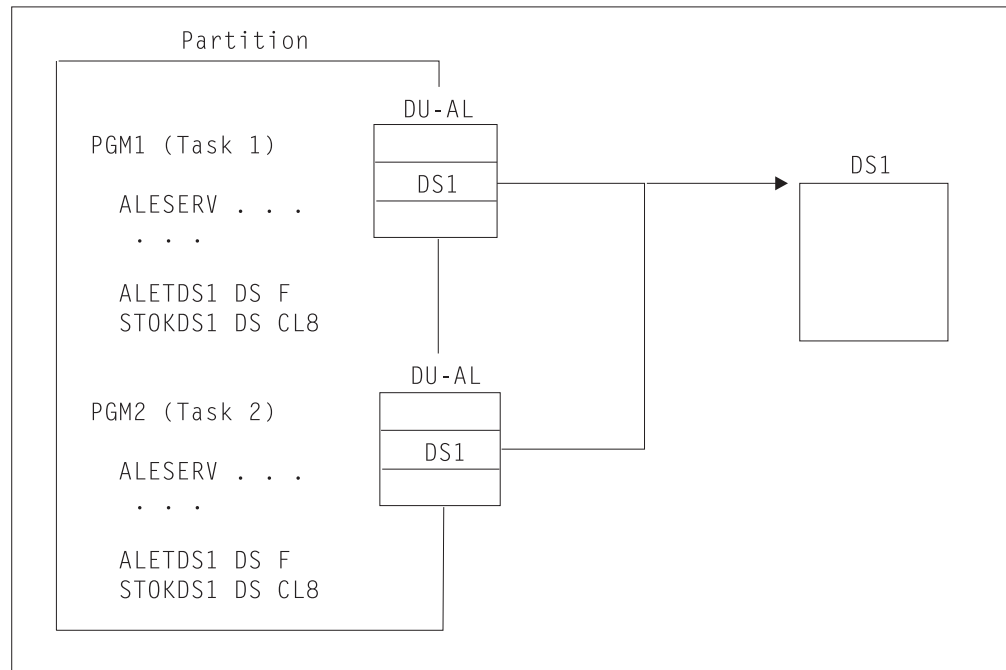 Partition
DU-AL
PGM1 (Task 1)
DS1
DS1
ALESERV . . .
. . .
ALETDS1 DS F
STOKDS1 DS CL8
DU-AL
PGM2 (Task 2)
DS1
ALESERV . . .
. . .
ALETDS1 DS F
STOKDS1 DS CL8